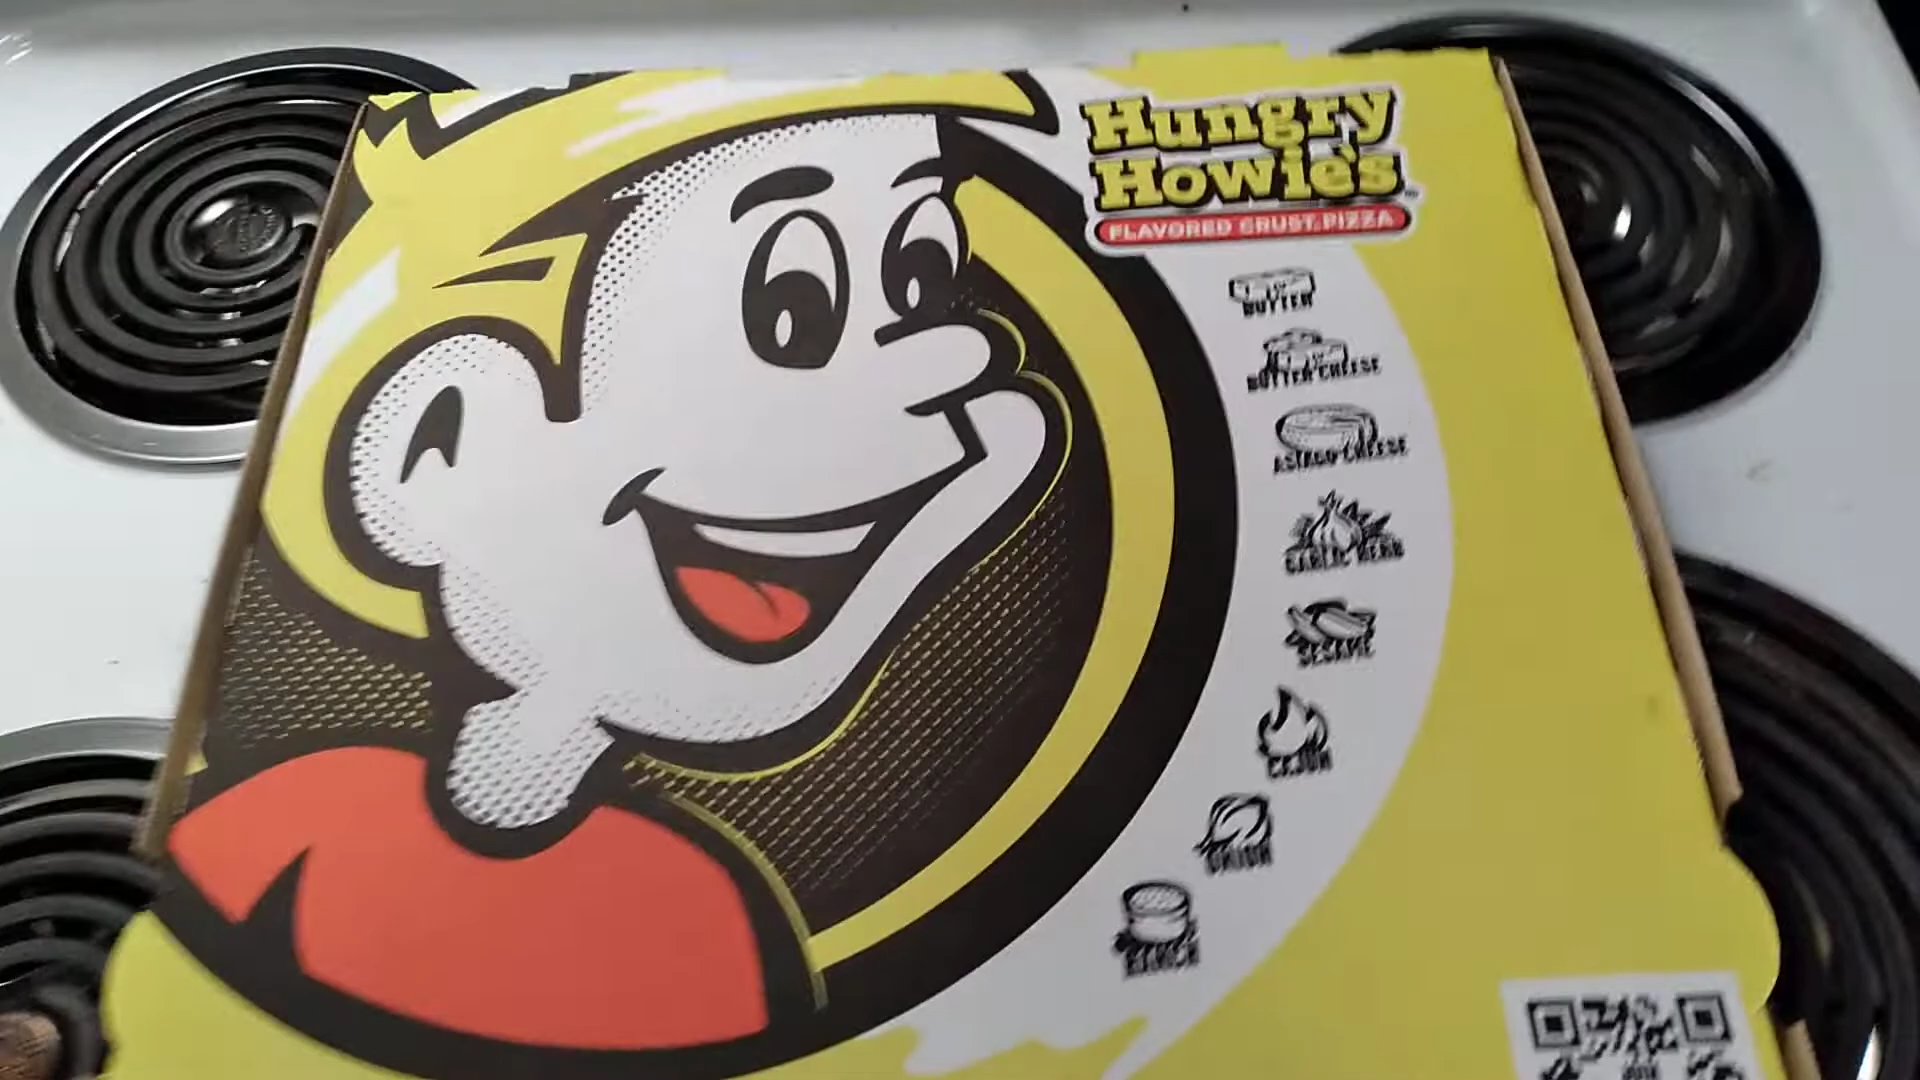 Hungry
Howie's
FLAVORED CRUST PIZZA
BUTTER
BUTTER CHEESE
ASIAGO CHEESE
GARLIC HERB
SESAME
CAJUN
ONION
RANCH